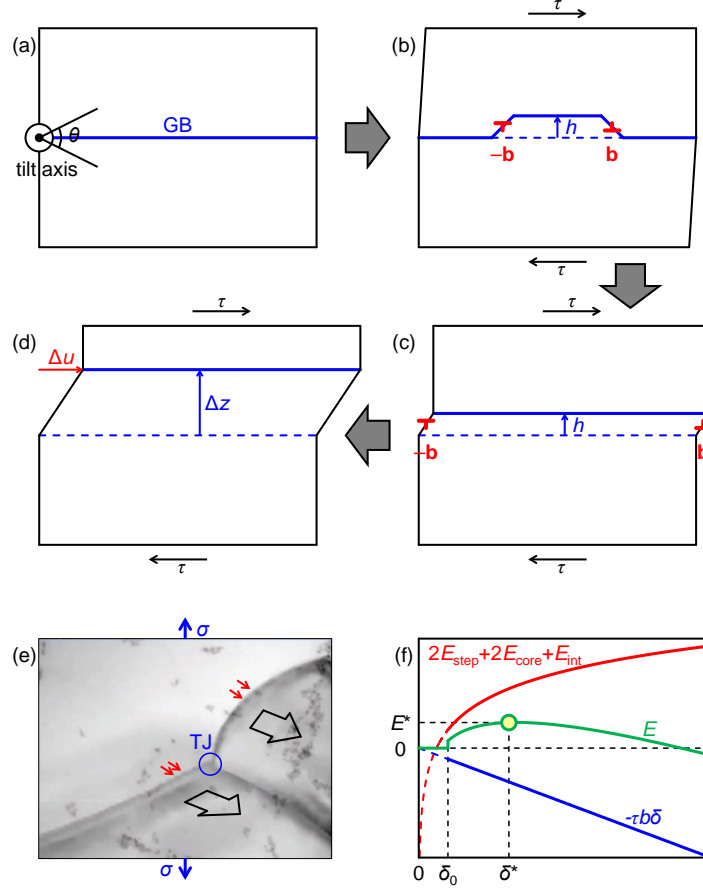 (a)
θ
GB
tilt axis
τ
(b)
h
−b
b
τ
τ
(d)
Δu
Δz
τ
τ
(c)
h
−b
b
τ
σ
(e)
TJ
σ
(f)
2E_step+2E_core+E_int
E*
E
0
-τbδ
0
δ_0
δ*